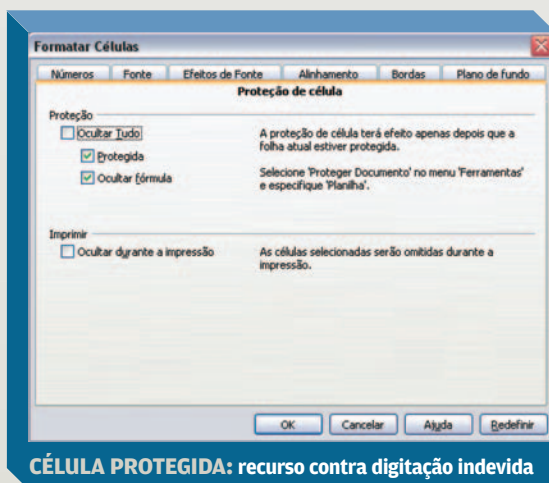 Formatar Células
Números Fonte Efeitos de Fonte Alinhamento Bordas Plano de fundo
Proteção de célula
Proteção
Ocultar Tudo
Protegida
Ocultar fórmula
A proteção de célula terá efeito apenas depois que a
folha atual estiver protegida.
Selecione 'Proteger Documento' no menu 'Ferramentas'
e especifique 'Planilha'.
Imprimir
Ocultar durante a impressão
As células selecionadas serão omitidas durante a
impressão.
OK Cancelar Ajuda Redefinir
CÉLULA PROTEGIDA: recurso contra digitação indevida